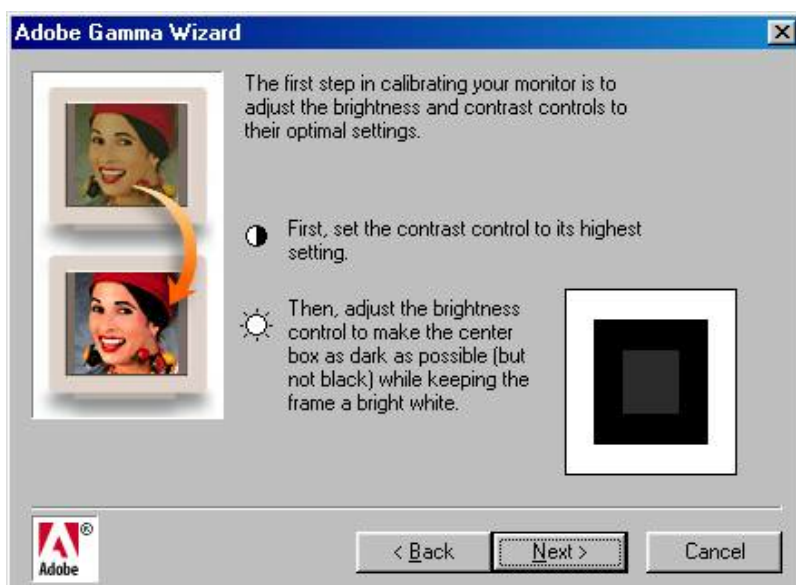 Adobe Gamma Wizard
The first step in calibrating your monitor is to
adjust the brightness and contrast controls to
their optimal settings.
First, set the contrast control to its highest
setting.
Then, adjust the brightness
control to make the center
box as dark as possible (but
not black) while keeping the
frame a bright white.
®
Adobe
< Back
Next >
Cancel